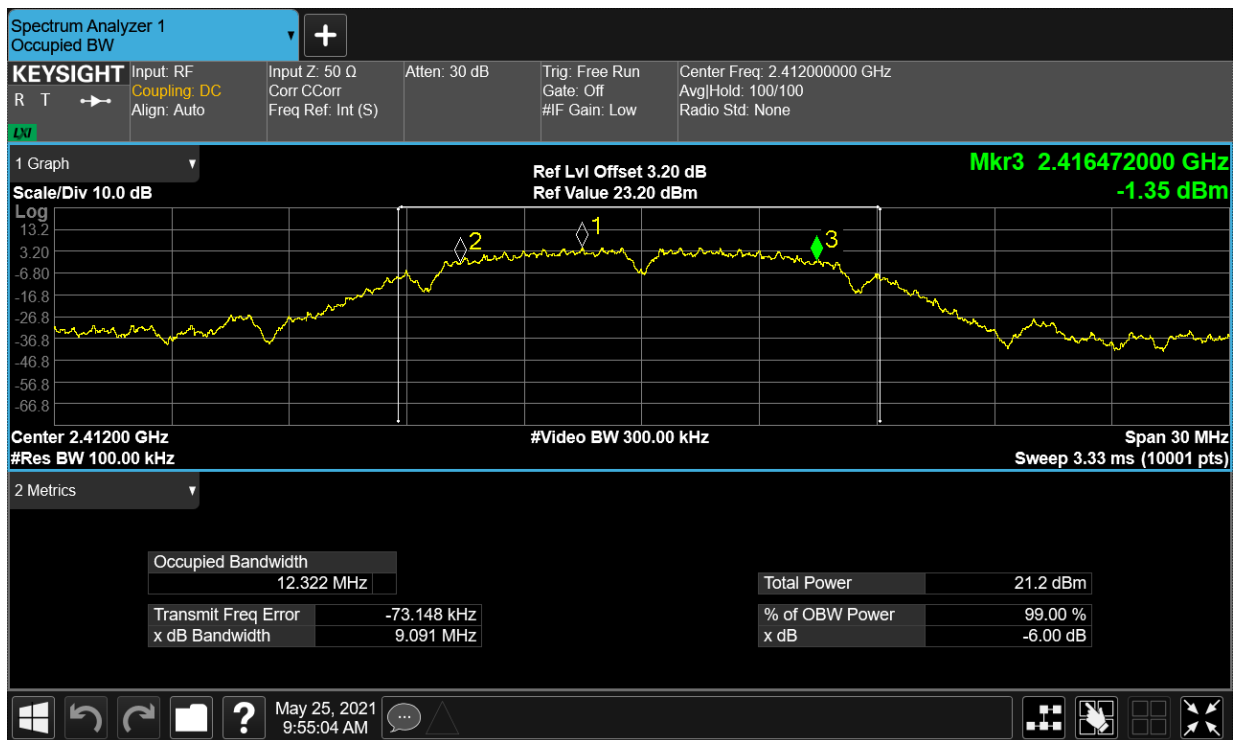 Spectrum Analyzer 1
Occupied BW
▼
+
KEYSIGHT
R T
LXI
Input: RF
Coupling: DC
Align: Auto
Input Z: 50 Ω
Corr CCorr
Freq Ref: Int (S)
Atten: 30 dB
Trig: Free Run
Gate: Off
#IF Gain: Low
Center Freq: 2.412000000 GHz
Avg|Hold: 100/100
Radio Std: None
1 Graph ▼
Scale/Div 10.0 dB
Ref Lvl Offset 3.20 dB
Ref Value 23.20 dBm
Mkr3 2.416472000 GHz
-1.35 dBm
Log
13.2
3.20
-6.80
-16.8
-26.8
-36.8
-46.8
-56.8
-66.8
2
1
3
Center 2.41200 GHz
#Res BW 100.00 kHz
#Video BW 300.00 kHz
Span 30 MHz
Sweep 3.33 ms (10001 pts)
2 Metrics ▼
Occupied Bandwidth
12.322 MHz
Transmit Freq Error -73.148 kHz
x dB Bandwidth 9.091 MHz
Total Power 21.2 dBm
% of OBW Power 99.00 %
x dB -6.00 dB
?
May 25, 2021
9:55:04 AM